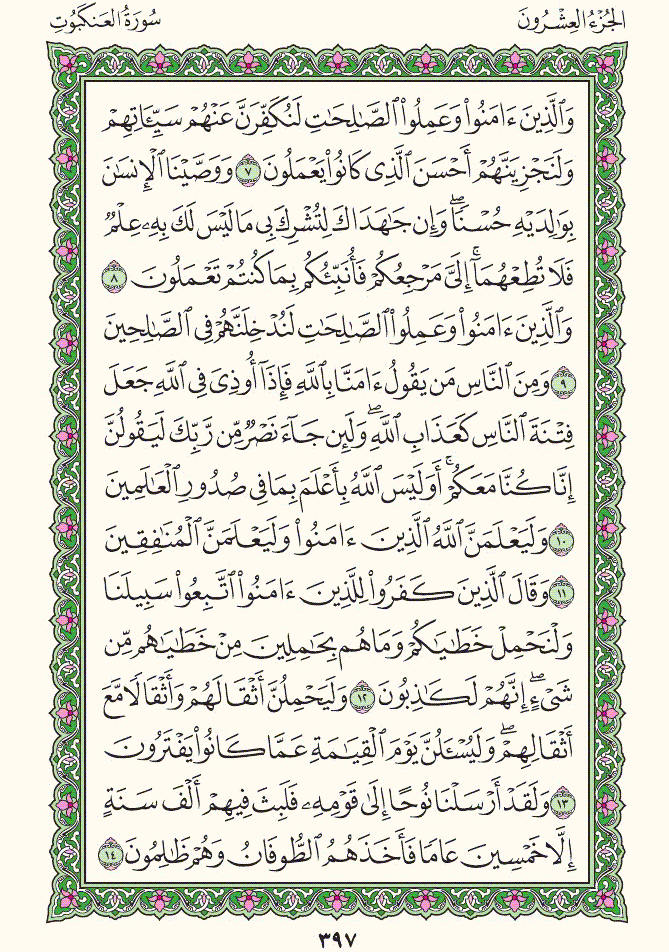 الجُزْءُ العِشْرُونَ
سُورَةُ العَنكَبُوتِ
وَٱلَّذِينَ ءَامَنُوا۟ وَعَمِلُوا۟ ٱلصَّـٰلِحَـٰتِ لَنُكَفِّرَنَّ عَنْهُمْ سَيِّـَٔاتِهِمْ
وَلَنَجْزِيَنَّهُمْ أَحْسَنَ ٱلَّذِى كَانُوا۟ يَعْمَلُونَ ٧ وَوَصَّيْنَا ٱلْإِنسَـٰنَ
بِوَٰلِدَيْهِ حُسْنًا ۖ وَإِن جَـٰهَدَاكَ لِتُشْرِكَ بِى مَا لَيْسَ لَكَ بِهِۦ عِلْمٌ
فَلَا تُطِعْهُمَآ ۚ إِلَىَّ مَرْجِعُكُمْ فَأُنَبِّئُكُم بِمَا كُنتُمْ تَعْمَلُونَ ٨
وَٱلَّذِينَ ءَامَنُوا۟ وَعَمِلُوا۟ ٱلصَّـٰلِحَـٰتِ لَنُدْخِلَنَّهُمْ فِى ٱلصَّـٰلِحِينَ
٩ وَمِنَ ٱلنَّاسِ مَن يَقُولُ ءَامَنَّا بِٱللَّهِ فَإِذَآ أُوذِىَ فِى ٱللَّهِ جَعَلَ
فِتْنَةَ ٱلنَّاسِ كَعَذَابِ ٱللَّهِ ۖ وَلَئِن جَآءَ نَصْرٌ مِّن رَّبِّكَ لَيَقُولُنَّ
إِنَّا كُنَّا مَعَكُمْ ۚ أَوَلَيْسَ ٱللَّهُ بِأَعْلَمَ بِمَا فِى صُدُورِ ٱلْعَـٰلَمِينَ
١٠ وَلَيَعْلَمَنَّ ٱللَّهُ ٱلَّذِينَ ءَامَنُوا۟ وَلَيَعْلَمَنَّ ٱلْمُنَـٰفِقِينَ
١١ وَقَالَ ٱلَّذِينَ كَفَرُوا۟ لِلَّذِينَ ءَامَنُوا۟ ٱتَّبِعُوا۟ سَبِيلَنَا
وَلْنَحْمِلْ خَطَـٰيَـٰكُمْ وَمَا هُم بِحَـٰمِلِينَ مِنْ خَطَـٰيَـٰهُم مِّن
شَىْءٍ ۖ إِنَّهُمْ لَكَـٰذِبُونَ ١٢ وَلَيَحْمِلُنَّ أَثْقَالَهُمْ وَأَثْقَالًا مَّعَ
أَثْقَالِهِمْ ۖ وَلَيُسْـَٔلُنَّ يَوْمَ ٱلْقِيَـٰمَةِ عَمَّا كَانُوا۟ يَفْتَرُونَ
١٣ وَلَقَدْ أَرْسَلْنَا نُوحًا إِلَىٰ قَوْمِهِۦ فَلَبِثَ فِيهِمْ أَلْفَ سَنَةٍ
إِلَّا خَمْسِينَ عَامًا فَأَخَذَهُمُ ٱلطُّوفَانُ وَهُمْ ظَـٰلِمُونَ ١٤
٣٩٧